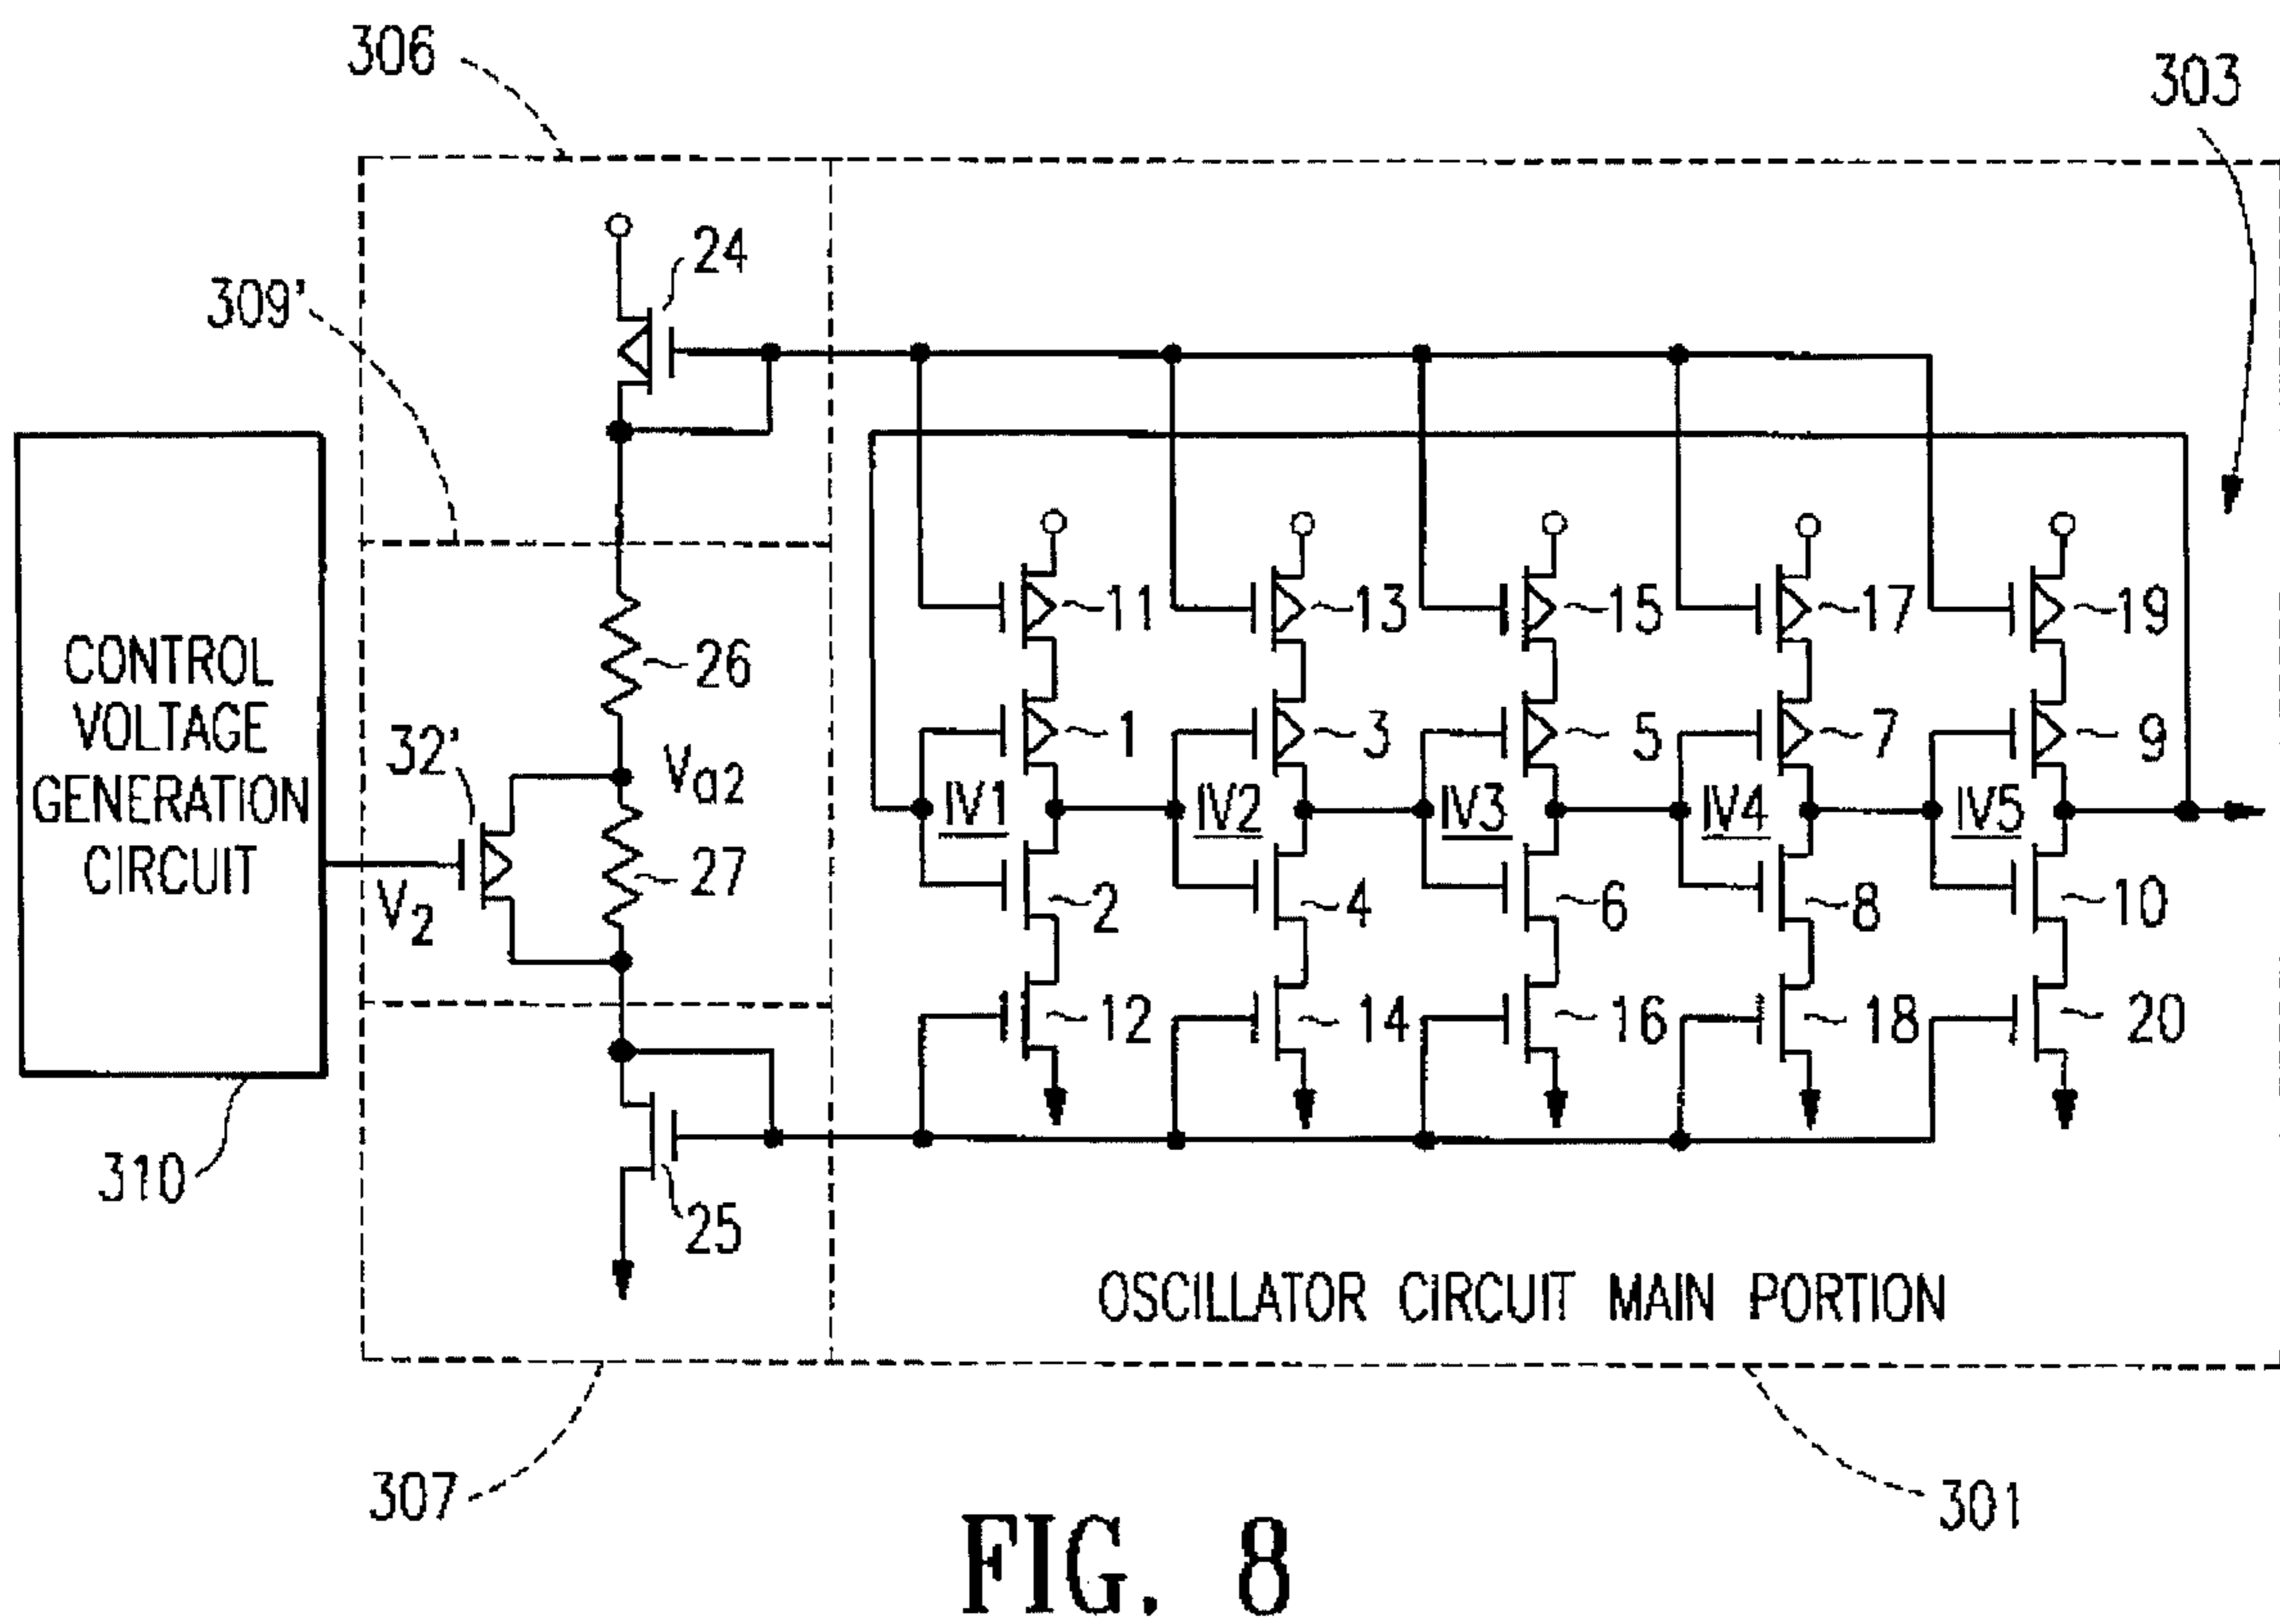 306
303
24
309'
CONTROL
VOLTAGE
GENERATION
CIRCUIT
11
13
15
17
19
26
1
3
5
7
9
32'
Va2
IV1
IV2
IV3
IV4
IV5
27
V2
2
4
6
8
10
12
14
16
18
20
310
25
OSCILLATOR CIRCUIT MAIN PORTION
307
301
FIG. 8